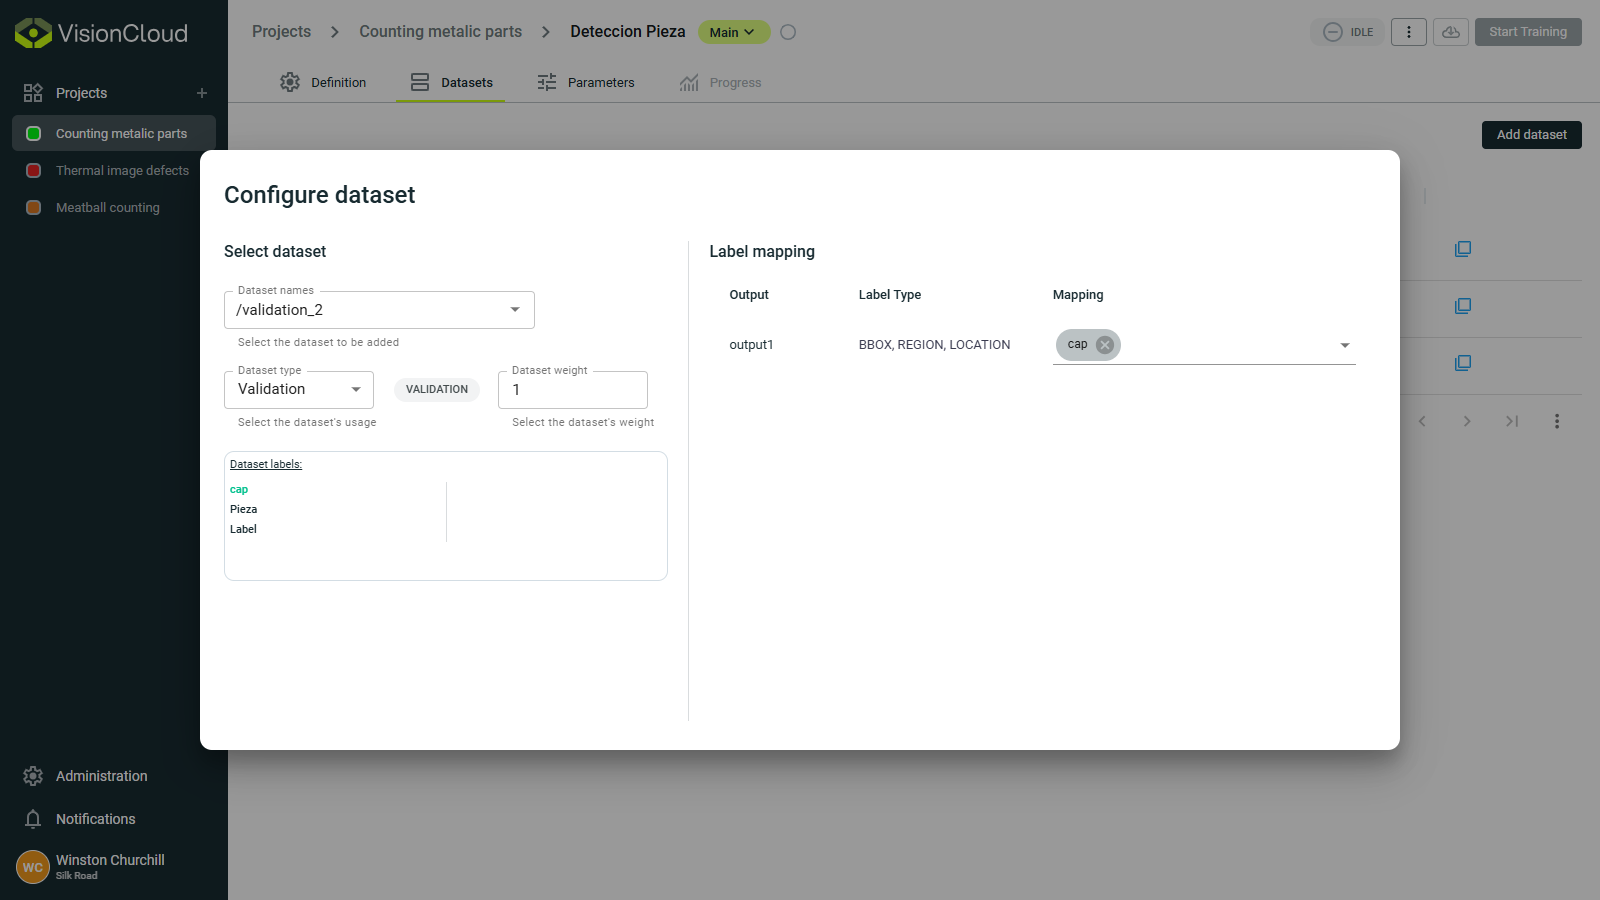 VisionCloud
Projects
Counting metalic parts
Thermal image defects
Meatball counting
Administration
Notifications
WC
Winston Churchill
Silk Road
Projects
Counting metalic parts
Deteccion Pieza
Main
IDLE
Start Training
Definition
Datasets
Parameters
Progress
Add dataset
Configure dataset
Select dataset
Dataset names
/validation_2
Select the dataset to be added
Dataset type
Validation
Select the dataset's usage
VALIDATION
Dataset weight
1
Select the dataset's weight
Dataset labels:
cap
Pieza
Label
Label mapping
Output Label Type Mapping
output1 BBOX, REGION, LOCATION cap